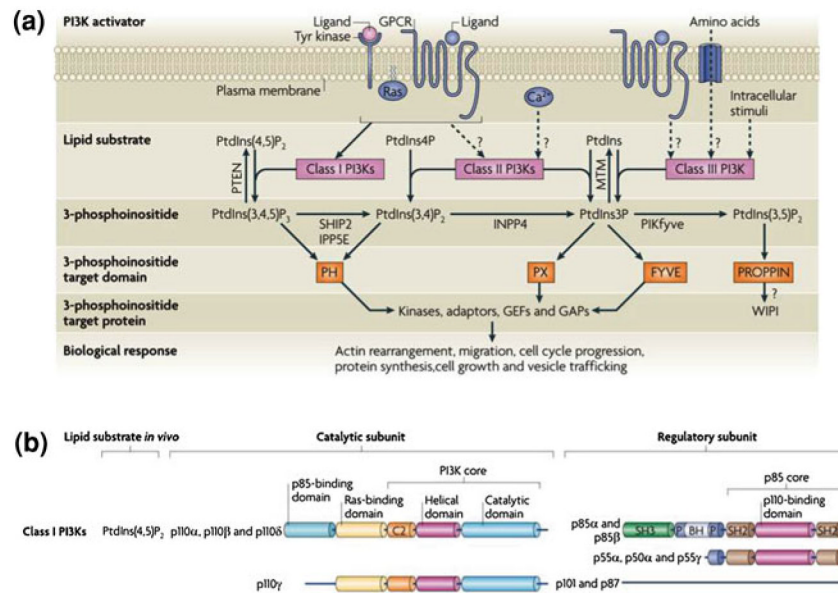 (a)
PI3K activator
Ligand
GPCR
Ligand
Amino acids
Tyr kinase
Plasma membrane
Ras
Ca²⁺
Intracellular
stimuli
Lipid substrate
PtdIns(4,5)P₂
PtdIns4P
?
?
PtdIns
?
?
?
PTEN
Class I PI3Ks
Class II PI3Ks
MTM
Class III PI3K
3-phosphoinositide
PtdIns(3,4,5)P₃
SHIP2
IPP5E
PtdIns(3,4)P₂
INPP4
PtdIns3P
PIKfyve
PtdIns(3,5)P₂
3-phosphoinositide
target domain
PH
PX
FYVE
PROPPIN
3-phosphoinositide
target protein
Kinases, adaptors, GEFs and GAPs
?
WIPI
Biological response
Actin rearrangement, migration, cell cycle progression,
protein synthesis,cell growth and vesicle trafficking
(b)
Lipid substrate in vivo
Catalytic subunit
Regulatory subunit
p85-binding
domain
Ras-binding
domain
PI3K core
Helical
domain
Catalytic
domain
p85 core
p110-binding
domain
Class I PI3Ks
PtdIns(4,5)P₂
p110α, p110β and p110δ
C2
p85α and
p85β
SH3
P
BH
P
SH2
SH2
p55α, p50α and p55γ
p110γ
p101 and p87